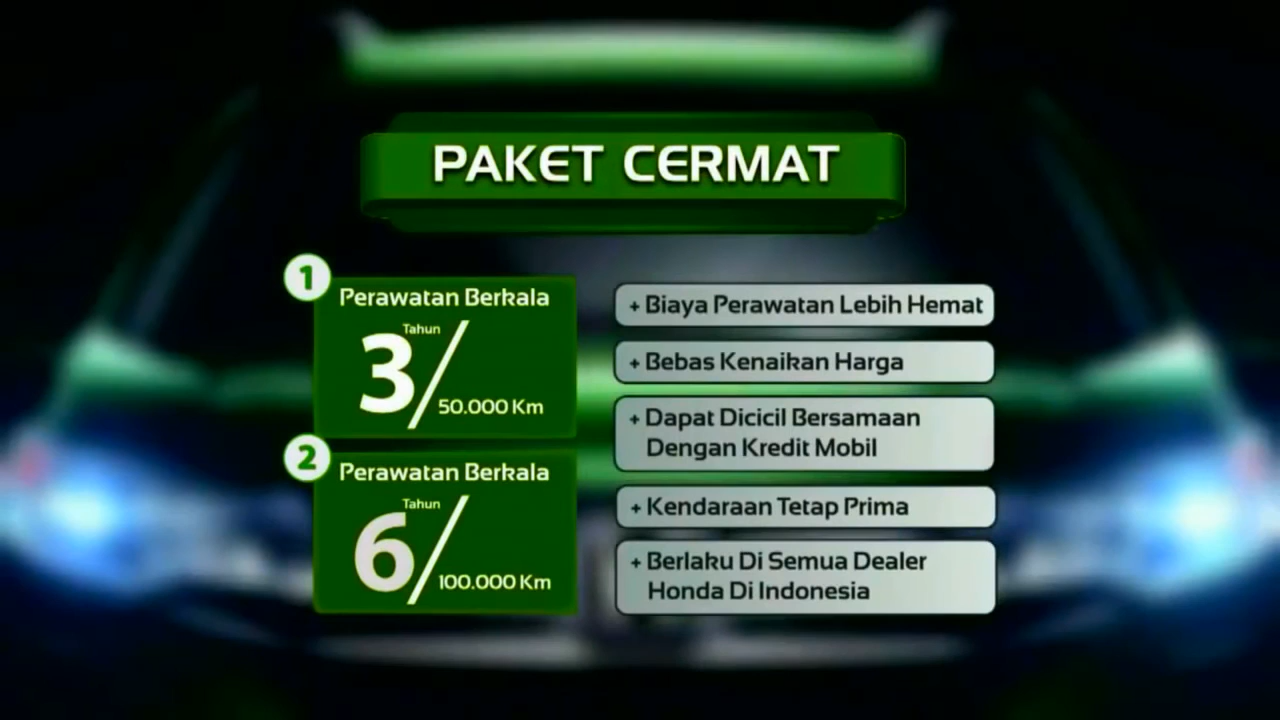 PAKET CERMAT
1
Perawatan Berkala
Tahun
3/
50.000 Km
2
Perawatan Berkala
Tahun
6/
100.000 Km
+ Biaya Perawatan Lebih Hemat
+ Bebas Kenaikan Harga
+ Dapat Dicicil Bersamaan
Dengan Kredit Mobil
+ Kendaraan Tetap Prima
+ Berlaku Di Semua Dealer
Honda Di Indonesia